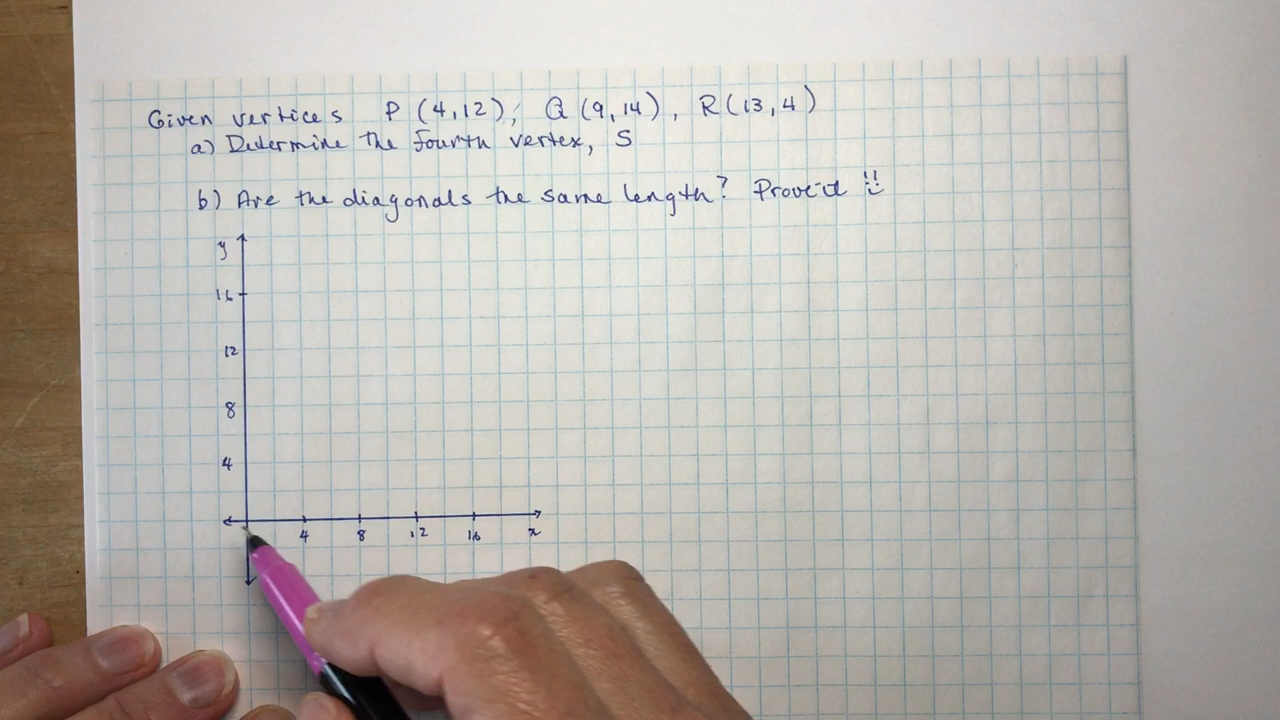 Given vertices P (4,12), Q (9,14), R(13,4)
a) Determine the fourth vertex, S
b) Are the diagonals the same length? Prove it !!
y
16
12
8
4
4 8 12 16 x